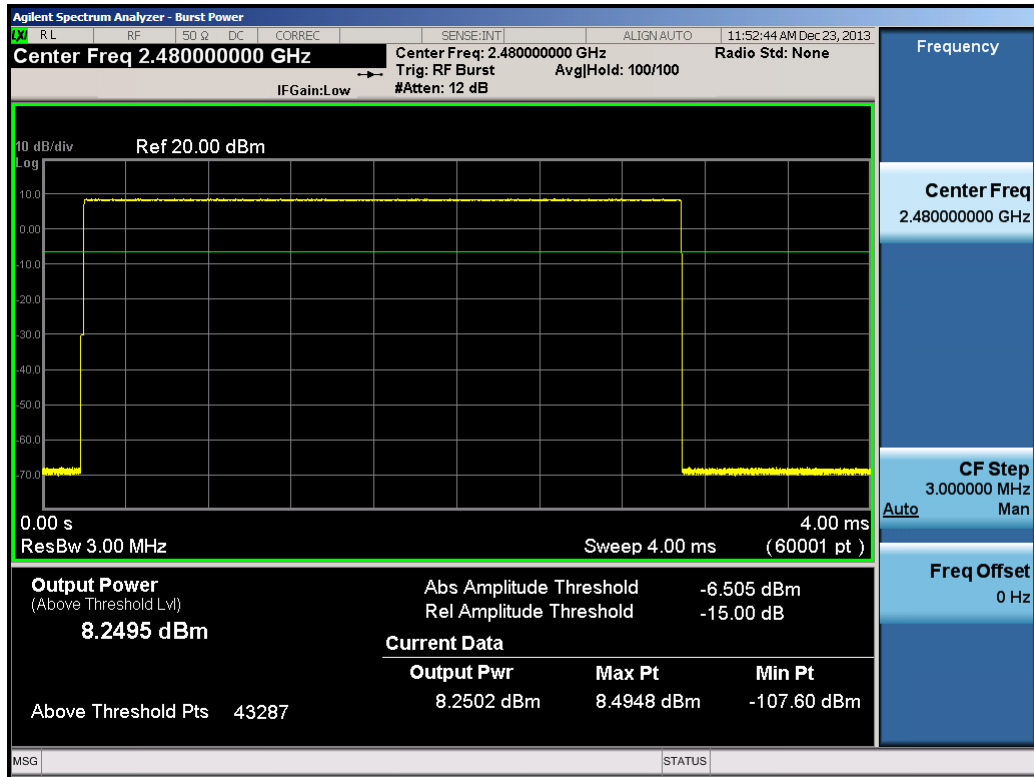 Agilent Spectrum Analyzer - Burst Power
LXI RL RF 50 Ω DC CORREC SENSE:INT ALIGN AUTO 11:52:44 AM Dec 23, 2013
Center Freq 2.480000000 GHz
Center Freq: 2.480000000 GHz Radio Std: None
Trig: RF Burst Avg|Hold: 100/100
IFGain:Low #Atten: 12 dB
10 dB/div Ref 20.00 dBm
Log
10.0
0.00
-10.0
-20.0
-30.0
-40.0
-50.0
-60.0
-70.0
0.00 s 4.00 ms
ResBw 3.00 MHz Sweep 4.00 ms (60001 pt)
Output Power
(Above Threshold Lvl)
8.2495 dBm
Above Threshold Pts 43287
Abs Amplitude Threshold -6.505 dBm
Rel Amplitude Threshold -15.00 dB
Current Data
Output Pwr Max Pt Min Pt
8.2502 dBm 8.4948 dBm -107.60 dBm
MSG STATUS
Frequency
Center Freq
2.480000000 GHz
CF Step
3.000000 MHz
Auto Man
Freq Offset
0 Hz